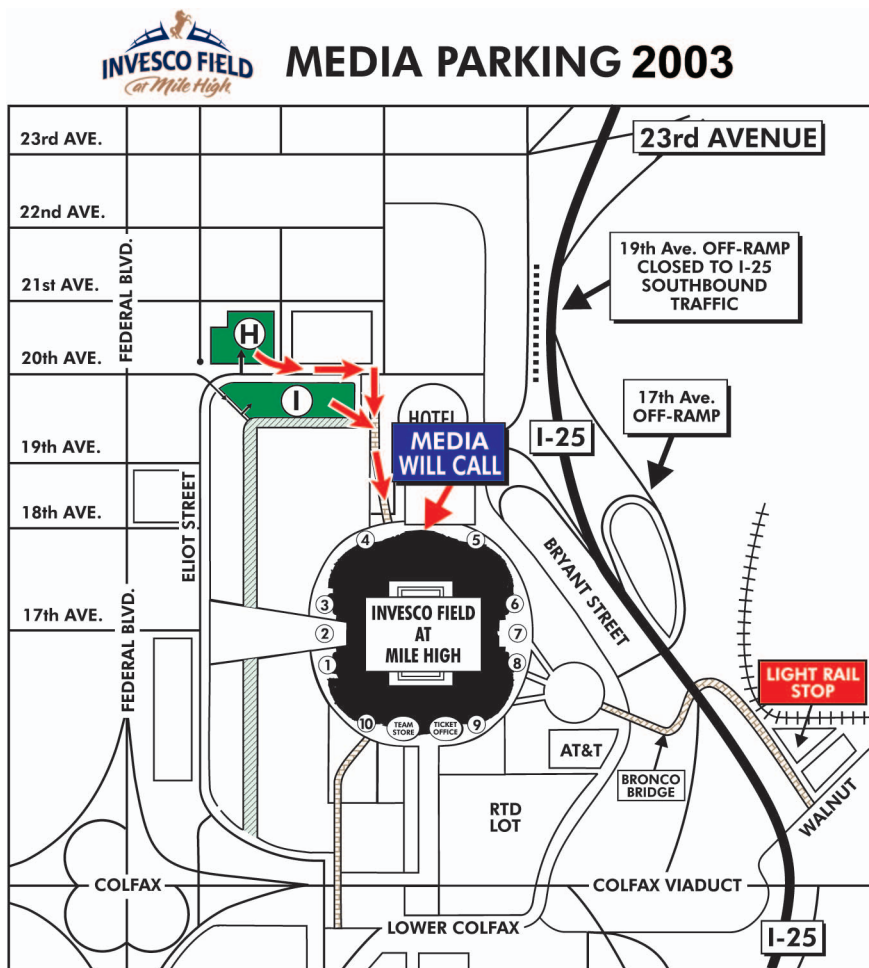 INVESCO FIELD
at Mile High
MEDIA PARKING 2003
23rd AVE.
23rd AVENUE
22nd AVE.
FEDERAL BLVD.
19th Ave. OFF-RAMP
CLOSED TO I-25
SOUTHBOUND
TRAFFIC
21st AVE.
H
20th AVE.
I
HOTEL
17th Ave.
OFF-RAMP
I-25
MEDIA
WILL CALL
19th AVE.
18th AVE.
ELIOT STREET
4
5
BRYANT STREET
17th AVE.
3
2
1
INVESCO FIELD
AT
MILE HIGH
6
7
8
FEDERAL BLVD.
LIGHT RAIL
STOP
10
TEAM
STORE
TICKET
OFFICE
9
AT&T
BRONCO
BRIDGE
WALNUT
RTD
LOT
COLFAX
COLFAX VIADUCT
LOWER COLFAX
I-25